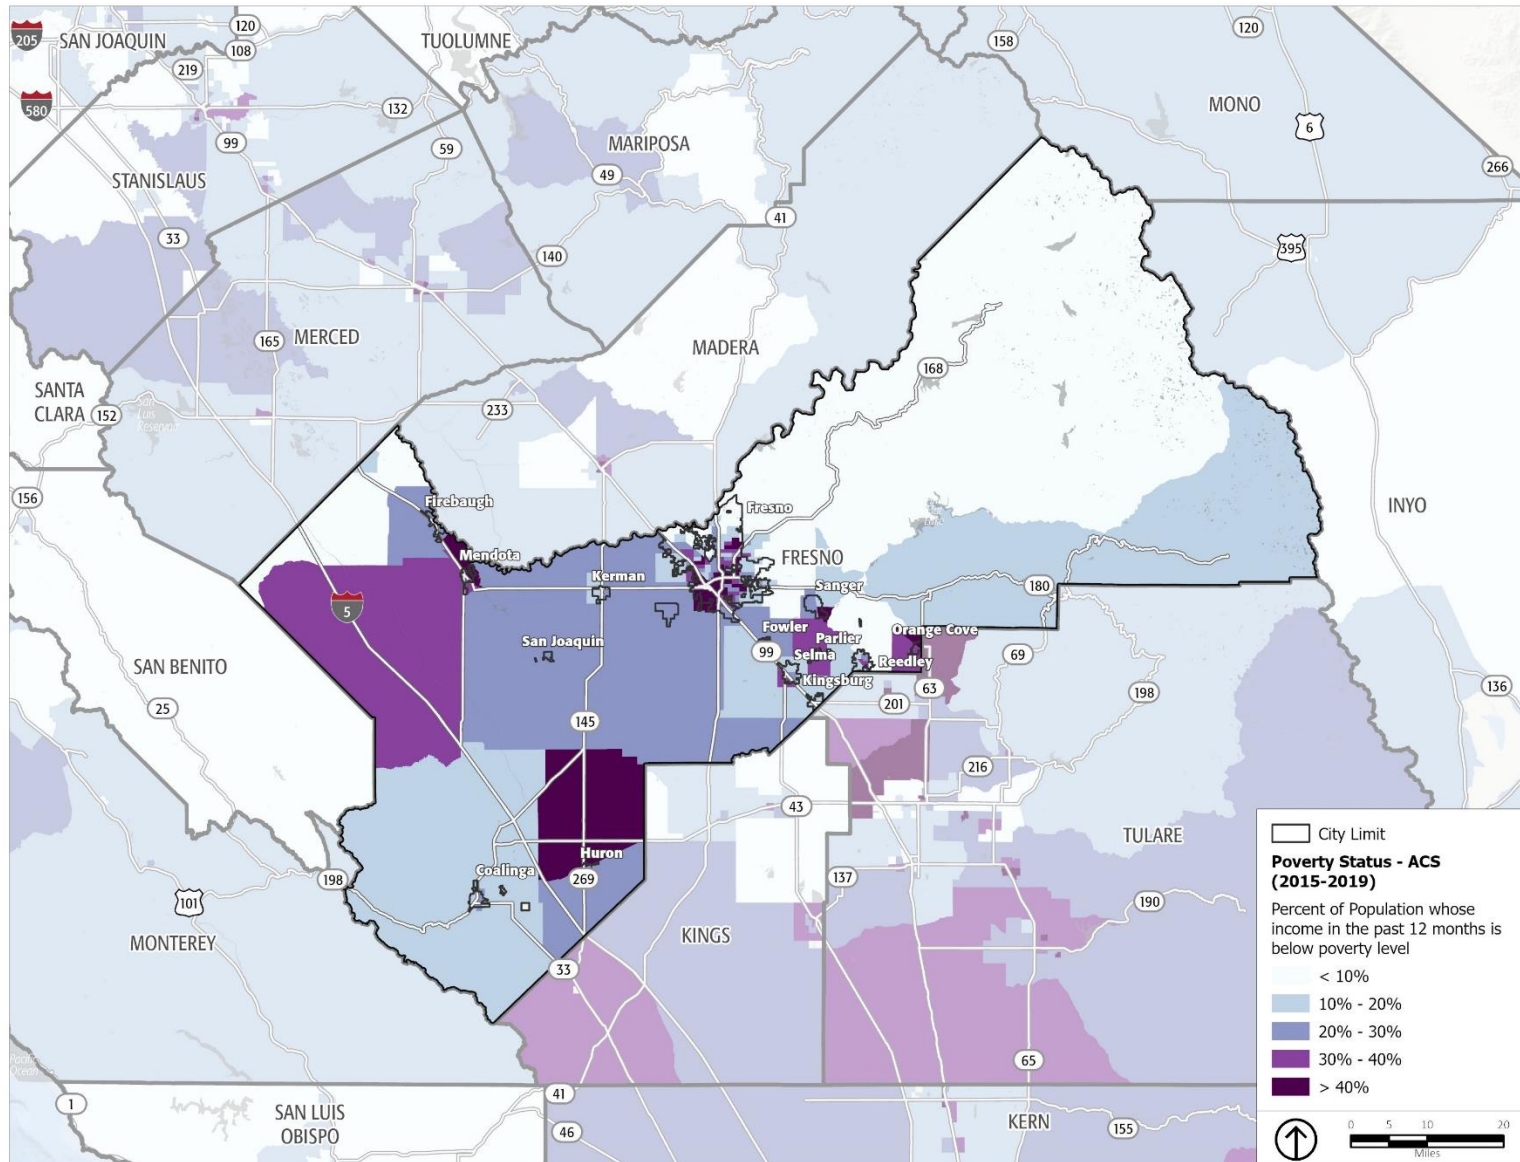 205
SAN JOAQUIN
120
108
219
TUOLUMNE
158
120
580
132
MONO
6
99
59
MARIPOSA
266
STANISLAUS
49
41
33
140
395
165
MERCED
MADERA
168
SANTA
CLARA
152
San
Luis
Reservoir
233
156
Firebaugh
Fresno
INYO
Mendota
Kerman
FRESNO
Sanger
180
5
San Joaquin
Fowler
Parlier
Orange Cove
99
Selma
Reedley
69
SAN BENITO
Kingsburg
63
198
136
25
201
145
216
43
TULARE
Huron
Coalinga
269
198
137
101
190
MONTEREY
KINGS
33
65
Pacific
Ocean
41
1
SAN LUIS
OBISPO
46
KERN
155
City Limit
Poverty Status - ACS
(2015-2019)
Percent of Population whose
income in the past 12 months is
below poverty level
< 10%
10% - 20%
20% - 30%
30% - 40%
> 40%
0 5 10 20
Miles